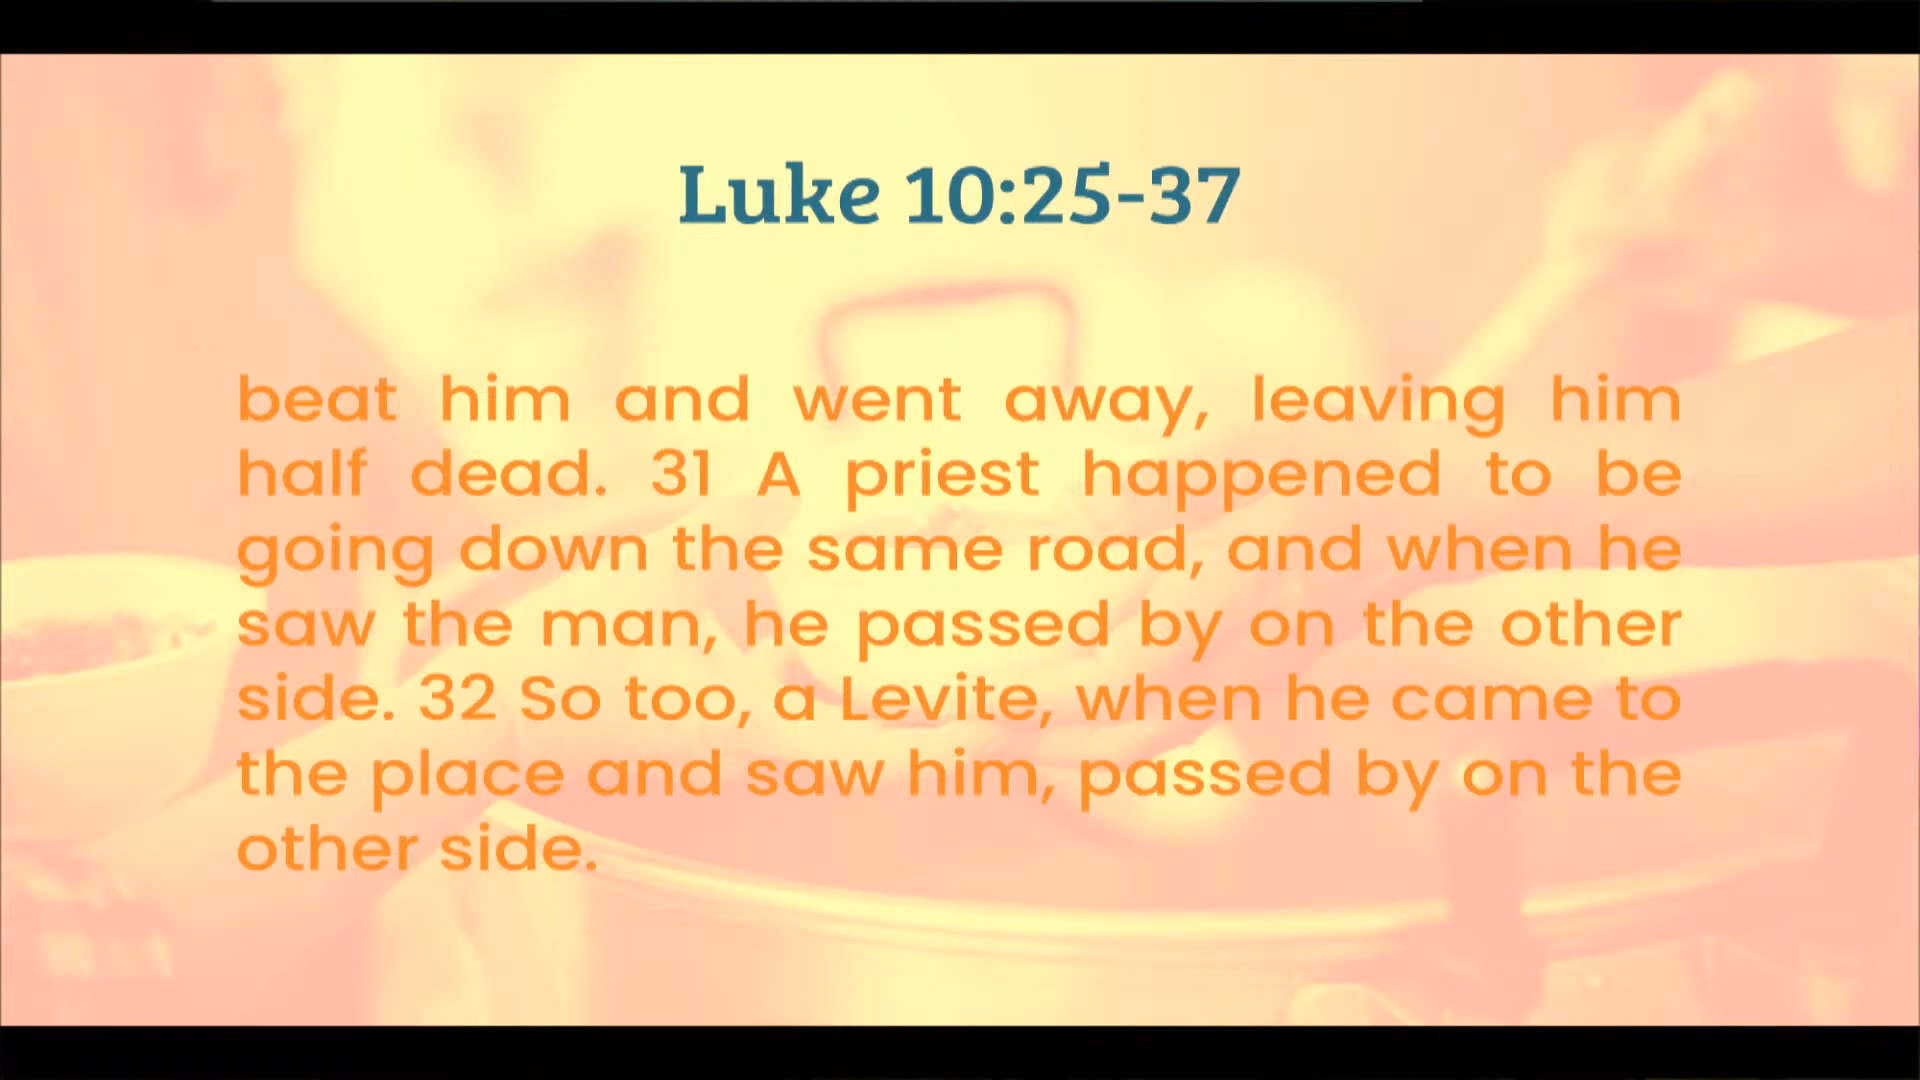 Luke 10:25-37
beat him and went away, leaving him
half dead. 31 A priest happened to be
going down the same road, and when he
saw the man, he passed by on the other
side. 32 So too, a Levite, when he came to
the place and saw him, passed by on the
other side.